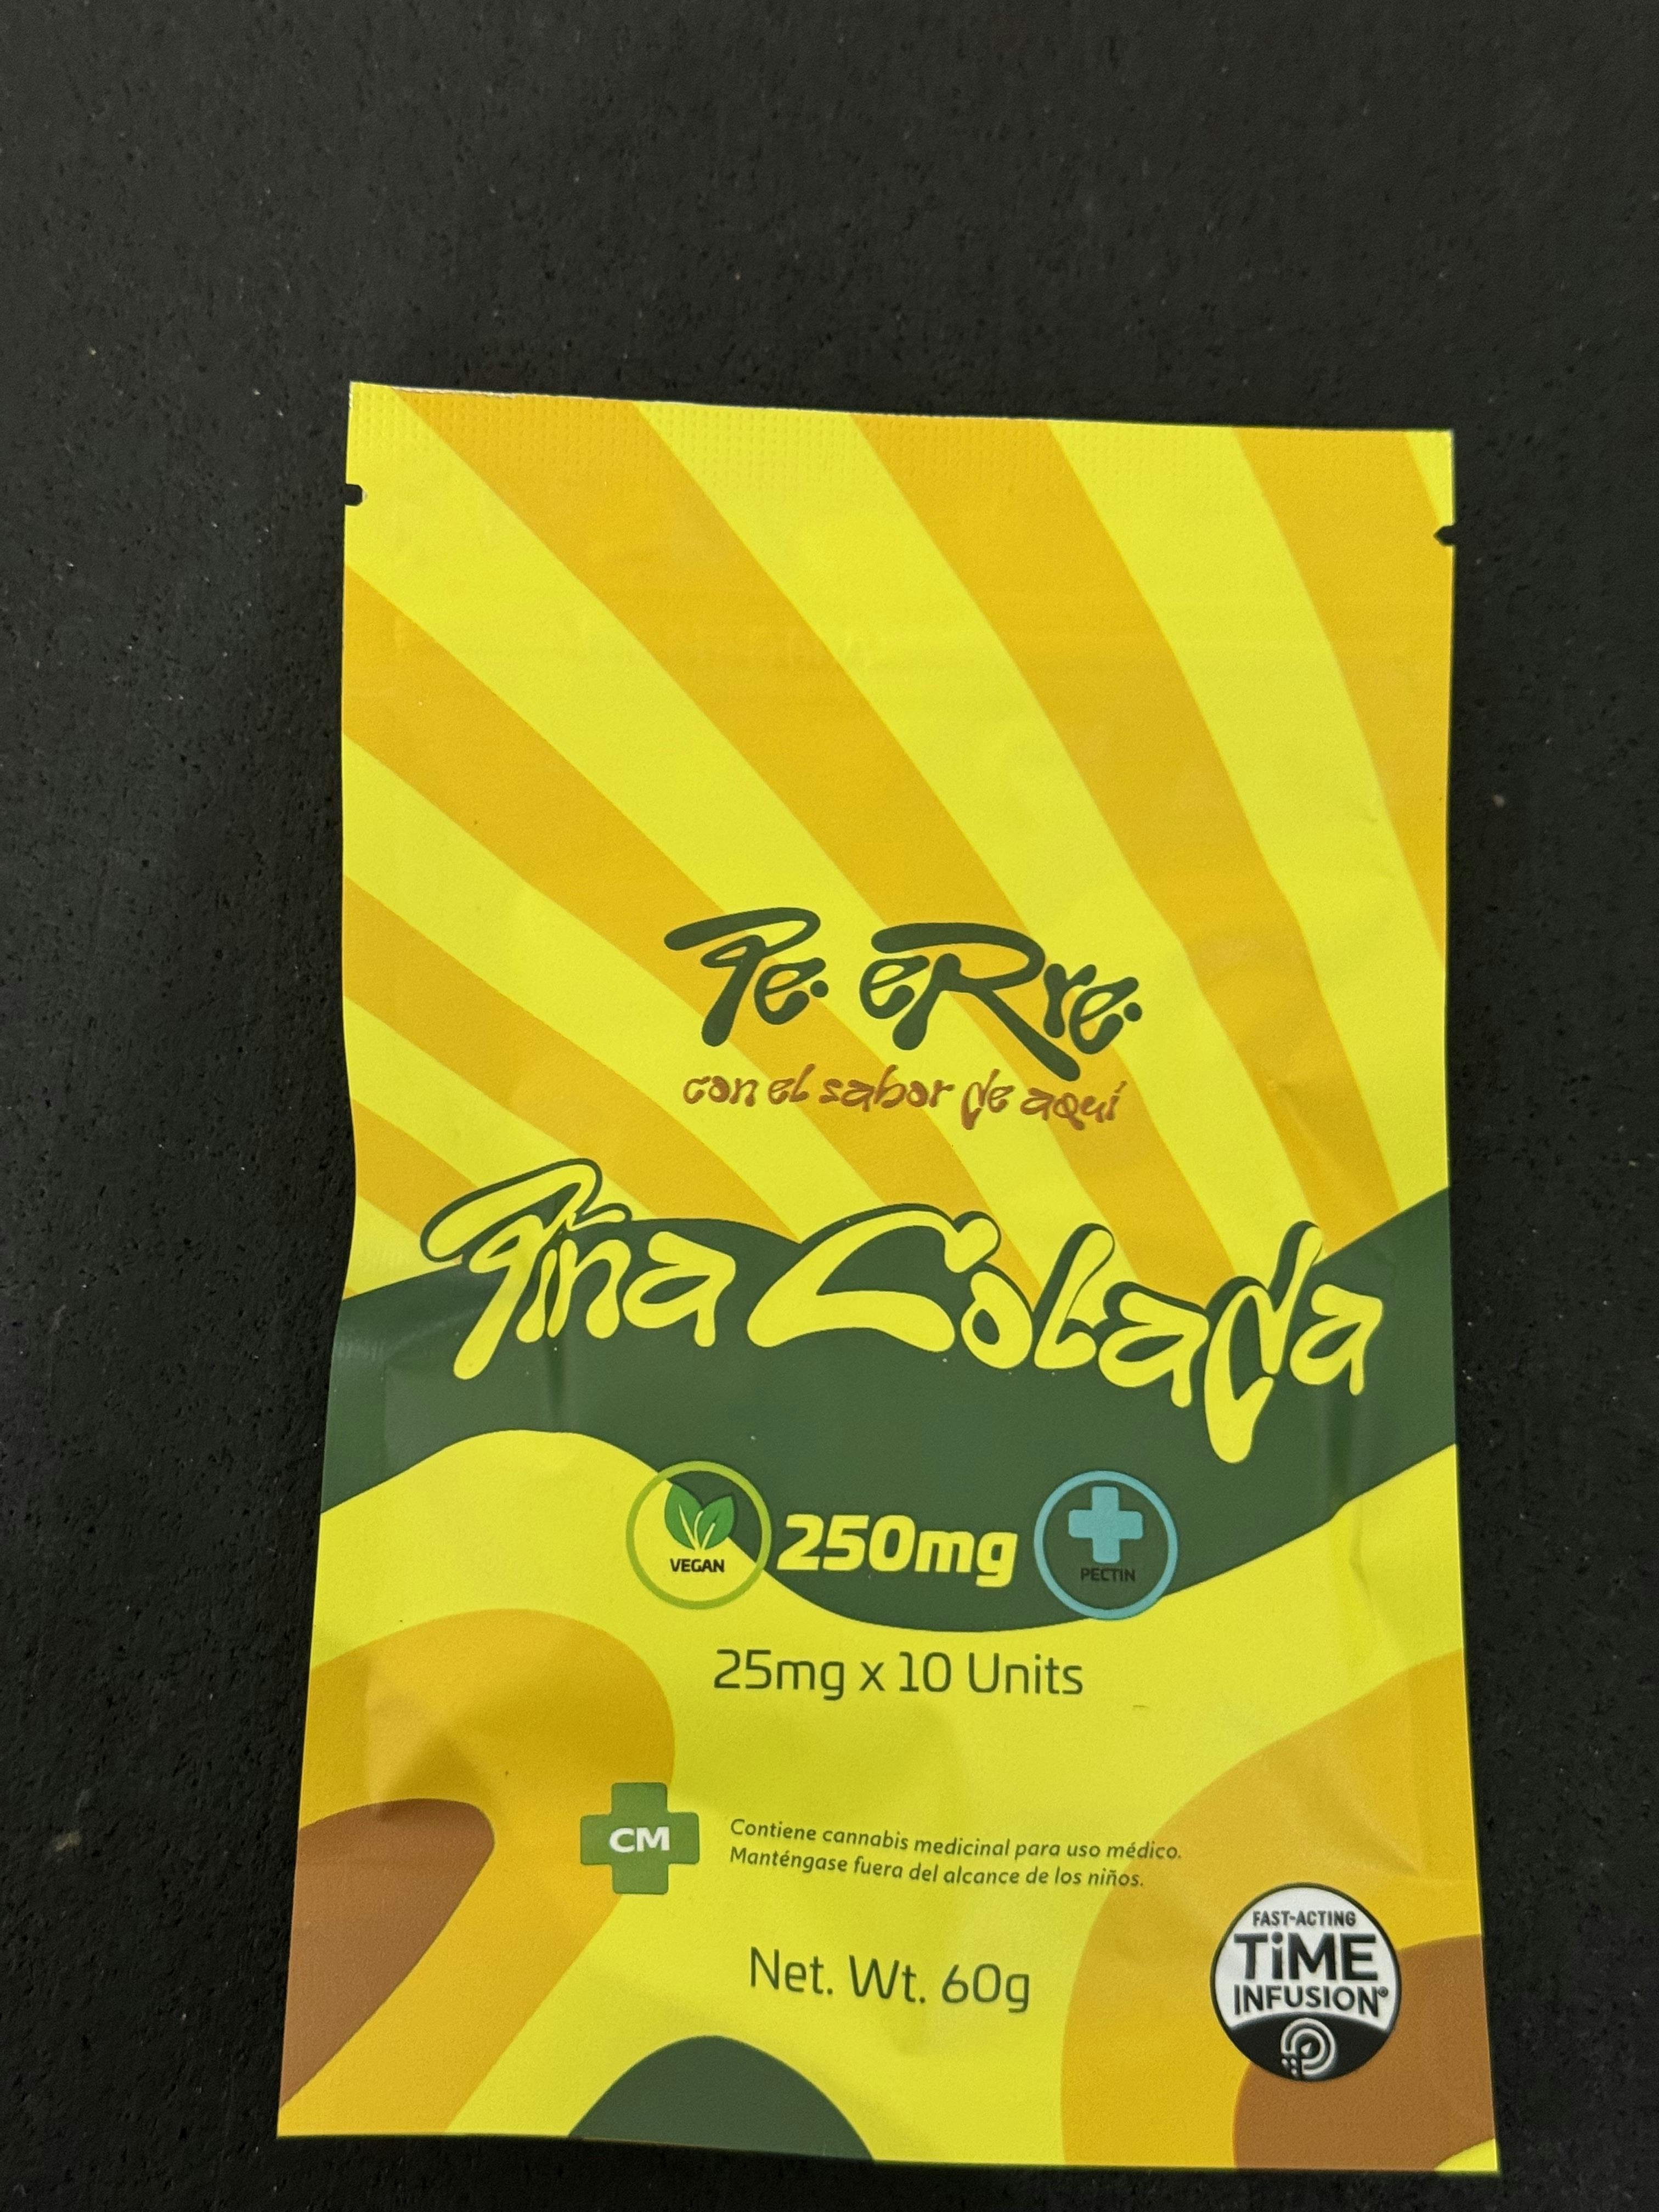 Pe. eRre.
con el sabor de aquí
Piña Colada
VEGAN
250mg
PECTIN
25mg x 10 Units
CM
Contiene cannabis medicinal para uso médico.
Manténgase fuera del alcance de los niños.
Net. Wt. 60g
FAST-ACTING
TiME
INFUSION®